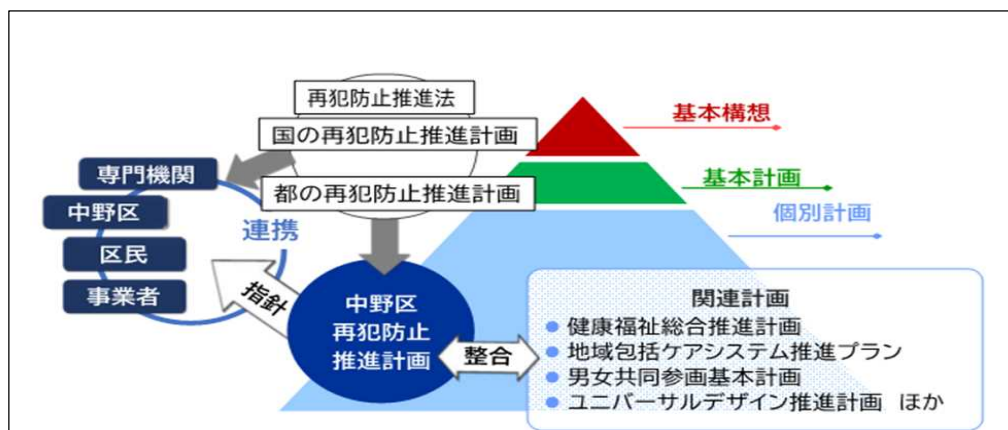 再犯防止推進法
国の再犯防止推進計画
都の再犯防止推進計画
専門機関
中野区
区民
事業者
連携
指針
中野区
再犯防止
推進計画
整合
基本構想
基本計画
個別計画
関連計画
● 健康福祉総合推進計画
● 地域包括ケアシステム推進プラン
● 男女共同参画基本計画
● ユニバーサルデザイン推進計画 ほか